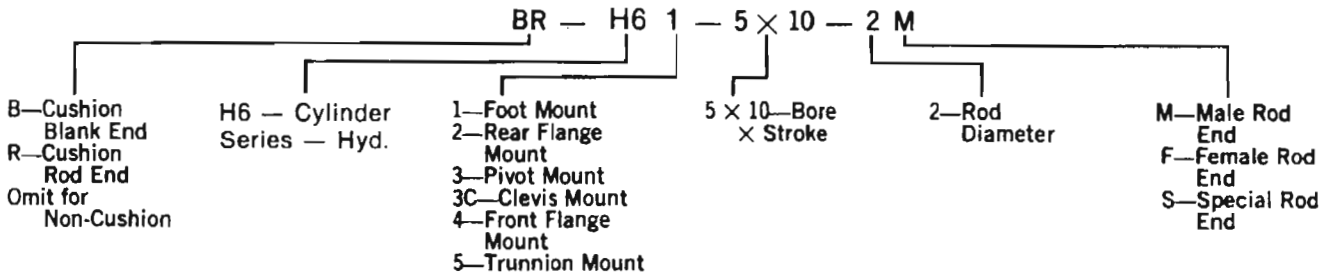 BR — H6 1 — 5 × 10 — 2 M
B—Cushion
Blank End
R—Cushion
Rod End
Omit for
Non-Cushion
H6 — Cylinder
Series — Hyd.
1—Foot Mount
2—Rear Flange
Mount
3—Pivot Mount
3C—Clevis Mount
4—Front Flange
Mount
5—Trunnion Mount
5 × 10—Bore
× Stroke
2—Rod
Diameter
M—Male Rod
End
F—Female Rod
End
S—Special Rod
End